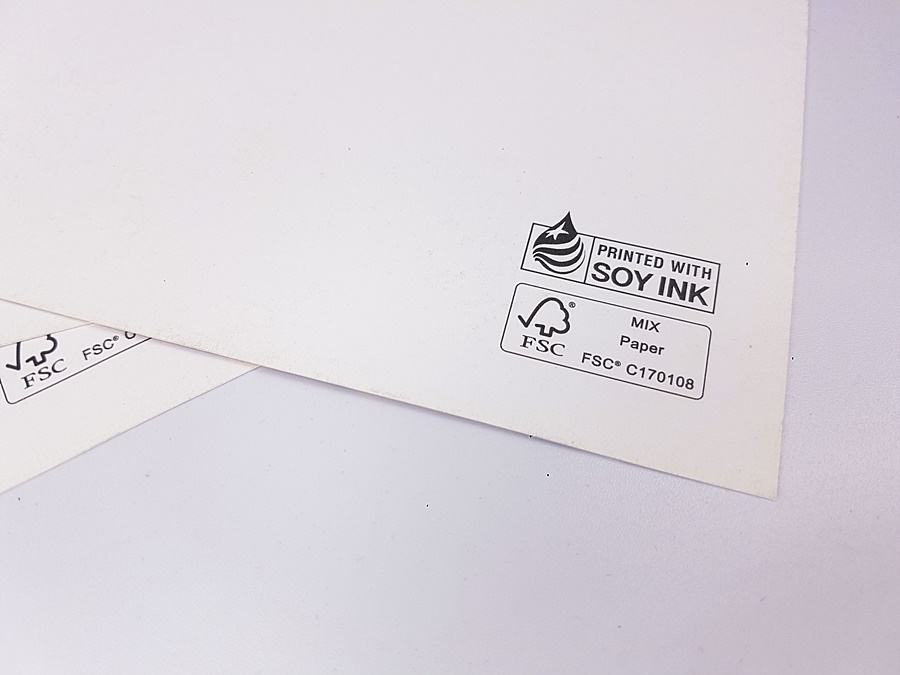 PRINTED WITH
SOY INK
MIX
Paper
FSC® C170108
FSC
FSC®
FSC